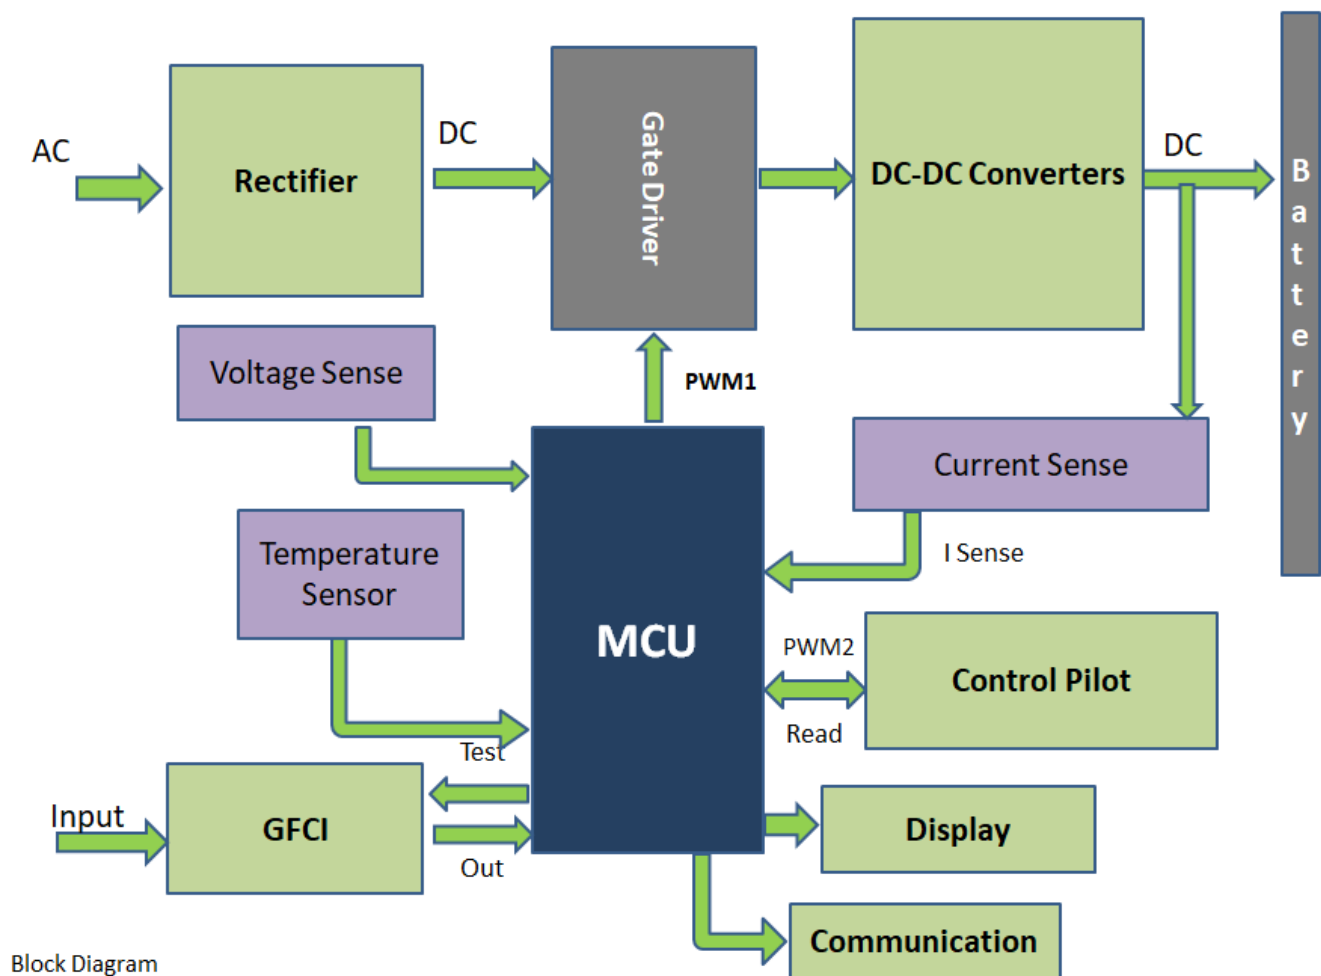 AC
Rectifier
DC
Gate Driver
DC-DC Converters
DC
Battery
Voltage Sense
PWM1
Current Sense
I Sense
Temperature
Sensor
MCU
PWM2
Control Pilot
Read
Test
Input
GFCI
Out
Display
Communication
Block Diagram